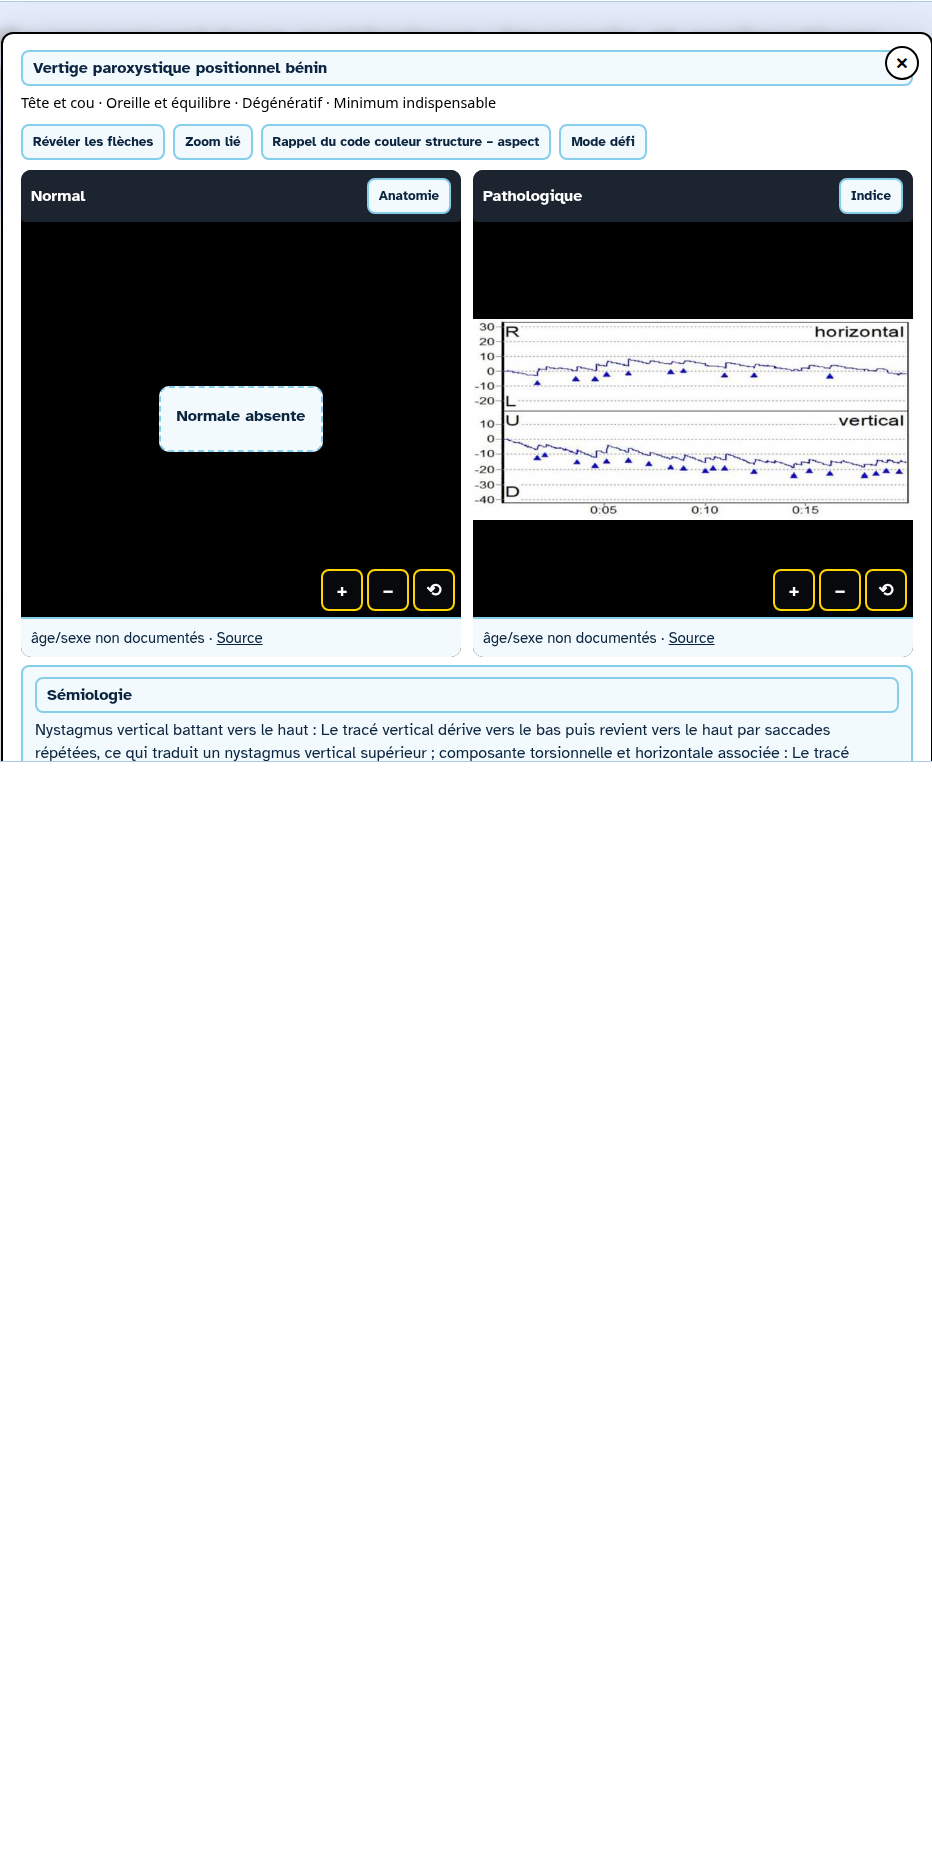 Vertige paroxystique positionnel bénin
×
Tête et cou · Oreille et équilibre · Dégénératif · Minimum indispensable
Révéler les flèches
Zoom lié
Rappel du code couleur structure – aspect
Mode défi
Normal
Anatomie
Normale absente
+
−
⟲
âge/sexe non documentés · Source
Pathologique
Indice
R
horizontal
30
20
10
0
-10
-20
L
U
vertical
10
0
-10
-20
-30
-40
D
0:05 0:10 0:15
+
−
⟲
âge/sexe non documentés · Source
Sémiologie
Nystagmus vertical battant vers le haut : Le tracé vertical dérive vers le bas puis revient vers le haut par saccades
répétées, ce qui traduit un nystagmus vertical supérieur ; composante torsionnelle et horizontale associée : Le tracé